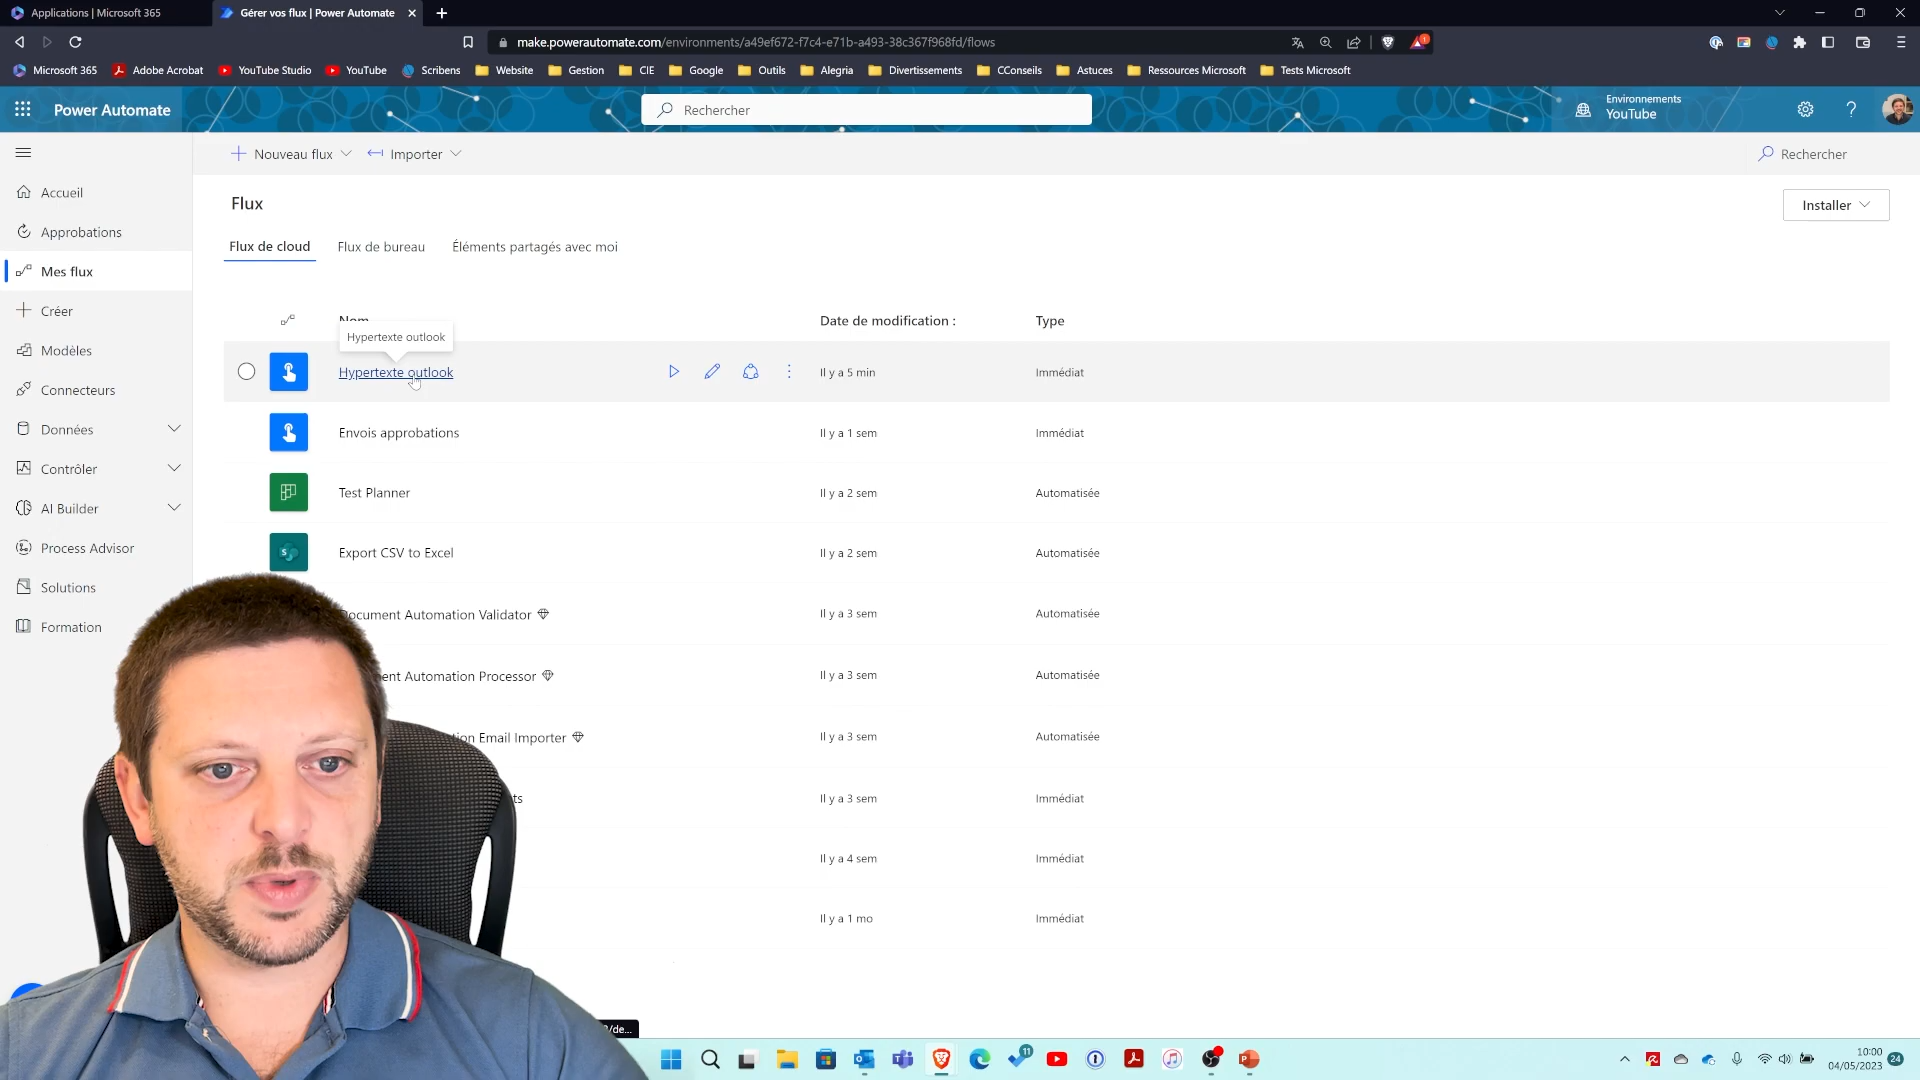 Applications | Microsoft 365
Gérer vos flux | Power Automate
make.powerautomate.com/environments/a49ef672-f7c4-e71b-a493-38c367f968fd/flows
Microsoft 365 Adobe Acrobat YouTube Studio YouTube Scribens Website Gestion CIE Google Outils Alegria Divertissements CConseils Astuces Ressources Microsoft Tests Microsoft
Power Automate
Rechercher
Environnements
YouTube
Nouveau flux Importer Rechercher
Accueil
Approbations
Mes flux
Créer
Modèles
Connecteurs
Données
Contrôler
AI Builder
Process Advisor
Solutions
Formation
Flux
Installer
Flux de cloud Flux de bureau Éléments partagés avec moi
Nom Date de modification : Type
Hypertexte outlook
Hypertexte outlook Il y a 5 min Immédiat
Envois approbations Il y a 1 sem Immédiat
Test Planner Il y a 2 sem Automatisée
Export CSV to Excel Il y a 2 sem Automatisée
Document Automation Validator Il y a 3 sem Automatisée
ent Automation Processor Il y a 3 sem Automatisée
ion Email Importer Il y a 3 sem Automatisée
ts Il y a 3 sem Immédiat
Il y a 4 sem Immédiat
Il y a 1 mo Immédiat
/de...
11
10:00
04/05/2023
24